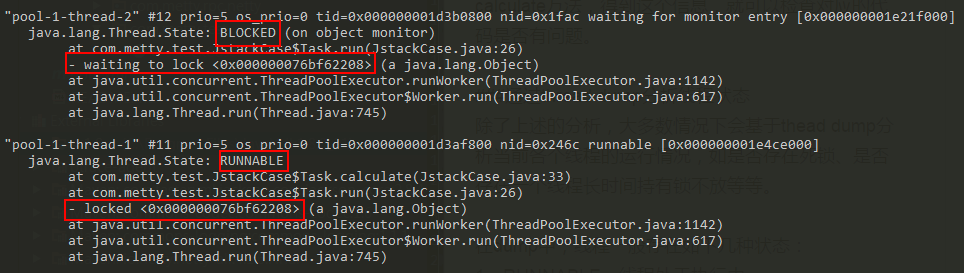 "pool-1-thread-2" #12 prio=5 os_prio=0 tid=0x000000001d3b0800 nid=0x1fac waiting for monitor entry [0x000000001e21f000]
java.lang.Thread.State: BLOCKED (on object monitor)
at com.metty.test.JstackCase$Task.run(JstackCase.java:26)
- waiting to lock <0x000000076bf62208> (a java.lang.Object)
at java.util.concurrent.ThreadPoolExecutor.runWorker(ThreadPoolExecutor.java:1142)
at java.util.concurrent.ThreadPoolExecutor$Worker.run(ThreadPoolExecutor.java:617)
at java.lang.Thread.run(Thread.java:745)
"pool-1-thread-1" #11 prio=5 os_prio=0 tid=0x000000001d3af800 nid=0x246c runnable [0x000000001e4ce000]
java.lang.Thread.State: RUNNABLE
at com.metty.test.JstackCase$Task.calculate(JstackCase.java:33)
at com.metty.test.JstackCase$Task.run(JstackCase.java:26)
- locked <0x000000076bf62208> (a java.lang.Object)
at java.util.concurrent.ThreadPoolExecutor.runWorker(ThreadPoolExecutor.java:1142)
at java.util.concurrent.ThreadPoolExecutor$Worker.run(ThreadPoolExecutor.java:617)
at java.lang.Thread.run(Thread.java:745)